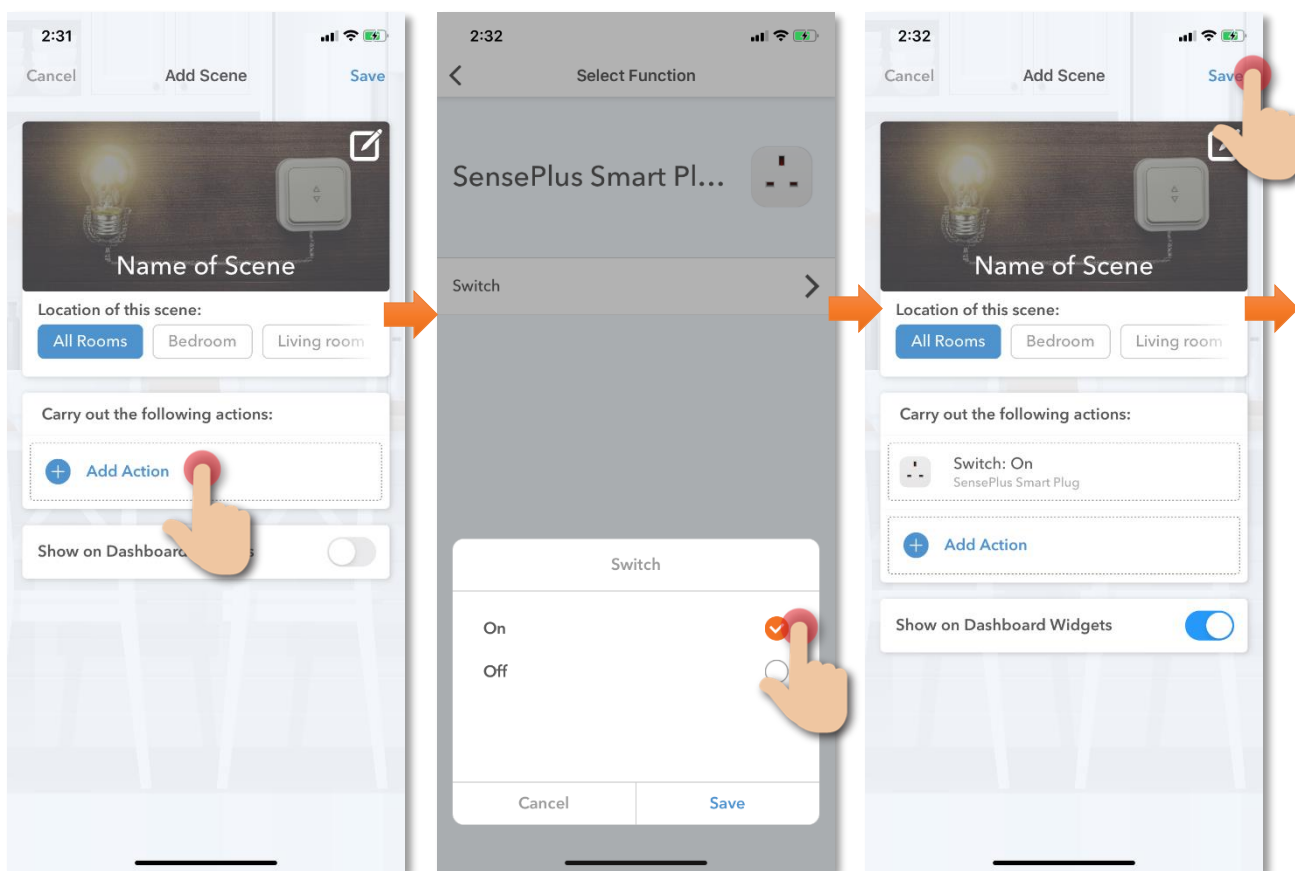 2:31
Cancel Add Scene Save
Name of Scene
Location of this scene:
All Rooms Bedroom Living room
Carry out the following actions:
Add Action
Show on Dashboard
2:32
Select Function
SensePlus Smart Pl...
Switch
Switch
On
Off
Cancel Save
2:32
Cancel Add Scene Save
Name of Scene
Location of this scene:
All Rooms Bedroom Living room
Carry out the following actions:
Switch: On
SensePlus Smart Plug
Add Action
Show on Dashboard Widgets